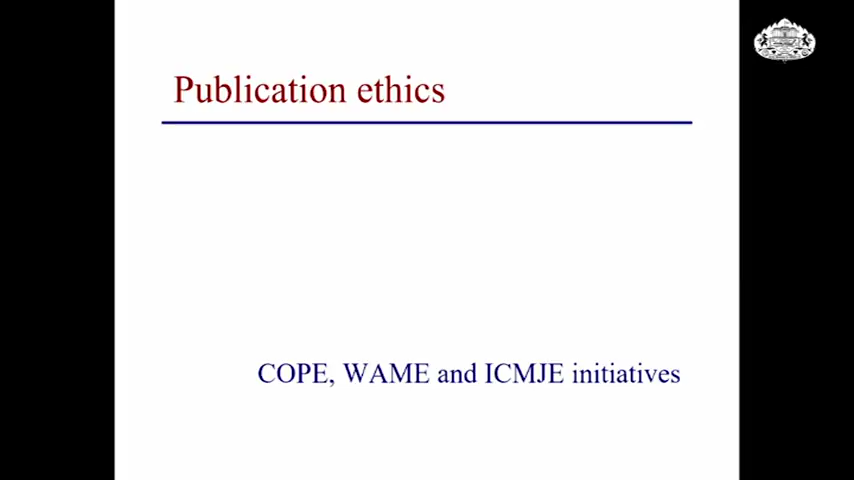 Publication ethics
COPE, WAME and ICMJE initiatives